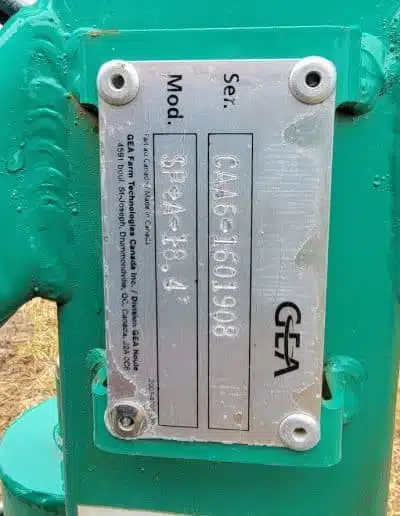 GEA
Ser. CAA6-1601908
Mod. SP-A-18.4'
Fait au Canada / Made in Canada
GEA Farm Technologies Canada Inc. / Division GEA Houle
4591 boul. St-Joseph, Drummondville, QC, Canada, J2A 0C6